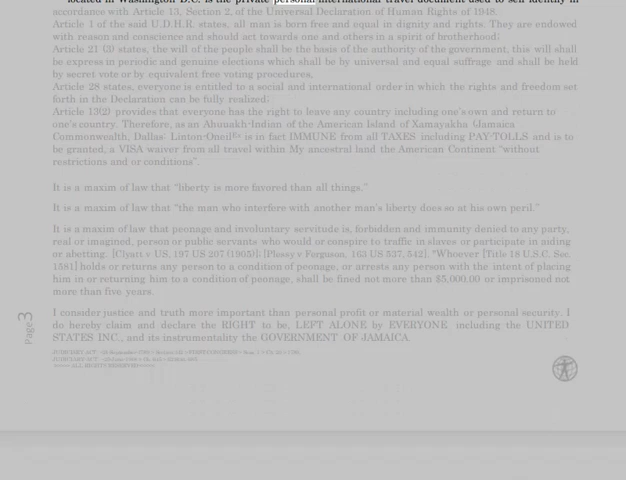 located in Washington D.C. is the private personal international travel document used to self identify in
accordance with Article 13, Section 2, of the Universal Declaration of Human Rights of 1948.
Article 1 of the said U.D.H.R. states, all man is born free and equal in dignity and rights. They are endowed
with reason and conscience and should act towards one and others in a spirit of brotherhood;
Article 21 (3) states, the will of the people shall be the basis of the authority of the government, this will shall
be express in periodic and genuine elections which shall be by universal and equal suffrage and shall be held
by secret vote or by equivalent free voting procedures.
Article 28 states, everyone is entitled to a social and international order in which the rights and freedom set
forth in the Declaration can be fully realized;
Article 13(2) provides that everyone has the right to leave any country including one's own and return to
one's country. Therefore, as an Ahuuakh-Indian of the American Island of Xamayakha (Jamaica
Commonwealth, Dallas: Linton-Oneil is in fact IMMUNE from all TAXES including PAY-TOLLS and is to
be granted, a VISA waiver from all travel within My ancestral land the American Continent "without
restrictions and or conditions".
It is a maxim of law that "liberty is more favored than all things."
It is a maxim of law that "the man who interfere with another man's liberty does so at his own peril."
It is a maxim of law that peonage and involuntary servitude is, forbidden and immunity denied to any party,
real or imagined, person or public servants who would or conspire to traffic in slaves or participate in aiding
or abetting. [Clyatt v US, 197 US 207 (1905)]; [Plessy v Ferguson, 163 US 537, 542]. "Whoever [Title 18 U.S.C. Sec.
1581] holds or returns any person to a condition of peonage, or arrests any person with the intent of placing
him in or returning him to a condition of peonage, shall be fined not more than $5,000.00 or imprisoned not
more than five years.
I consider justice and truth more important than personal profit or material wealth or personal security. I
do hereby claim and declare the RIGHT to be, LEFT ALONE by EVERYONE including the UNITED
STATES INC., and its instrumentality the GOVERNMENT OF JAMAICA.
Page 3